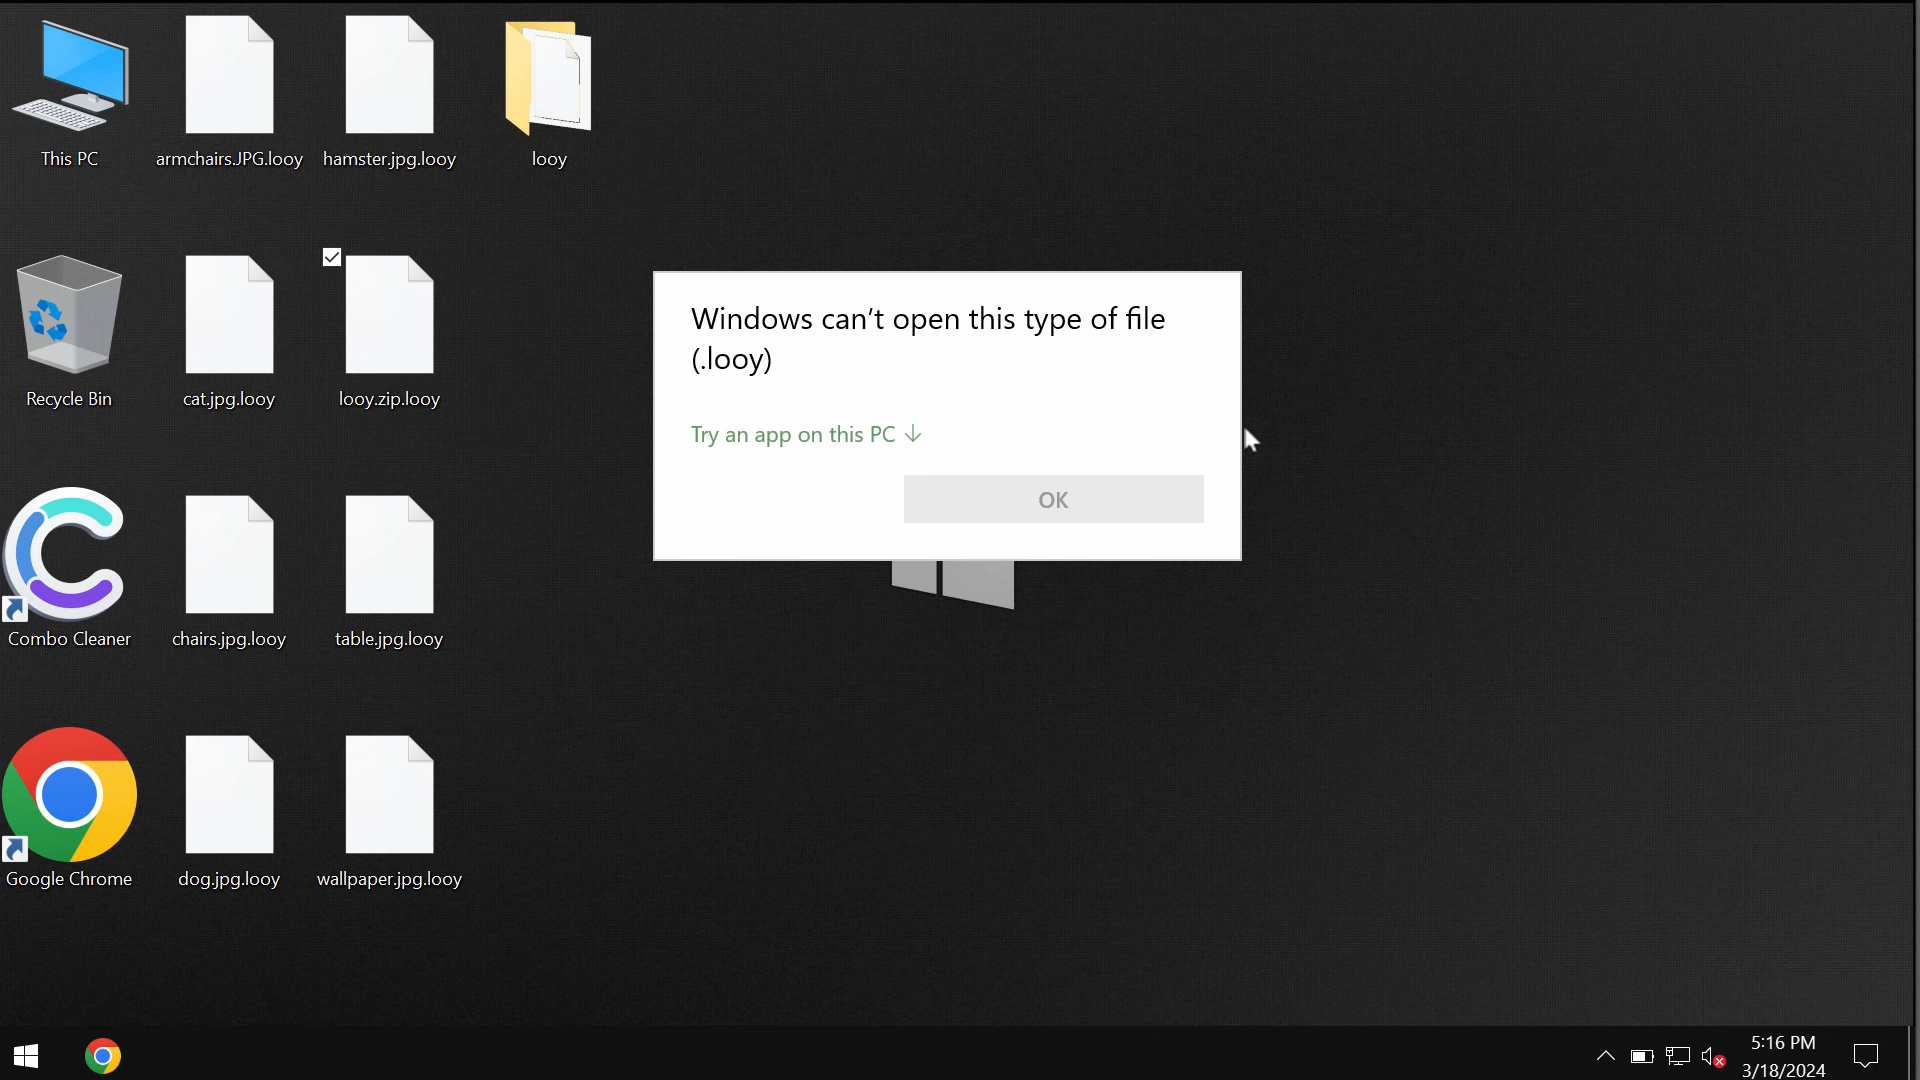 This PC
armchairs.JPG.looy
hamster.jpg.looy
looy
Recycle Bin
cat.jpg.looy
looy.zip.looy
Windows can't open this type of file
(.looy)
Try an app on this PC
OK
Combo Cleaner
chairs.jpg.looy
table.jpg.looy
Google Chrome
dog.jpg.looy
wallpaper.jpg.looy
5:16 PM
3/18/2024